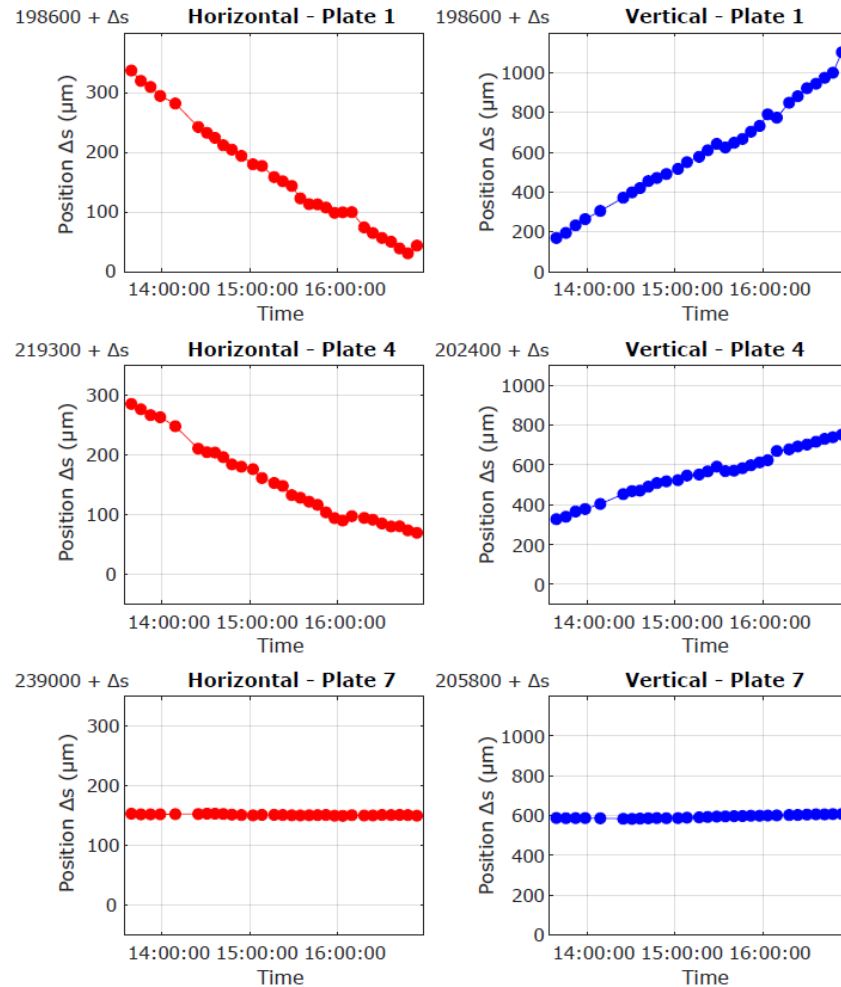 198600 + Δs Horizontal - Plate 1
Position Δs (μm)
300
200
100
0
14:00:00 15:00:00 16:00:00
Time
198600 + Δs Vertical - Plate 1
Position Δs (μm)
1000
800
600
400
200
0
14:00:00 15:00:00 16:00:00
Time
219300 + Δs Horizontal - Plate 4
Position Δs (μm)
300
200
100
0
14:00:00 15:00:00 16:00:00
Time
202400 + Δs Vertical - Plate 4
Position Δs (μm)
1000
800
600
400
200
0
14:00:00 15:00:00 16:00:00
Time
239000 + Δs Horizontal - Plate 7
Position Δs (μm)
300
200
100
0
14:00:00 15:00:00 16:00:00
Time
205800 + Δs Vertical - Plate 7
Position Δs (μm)
1000
800
600
400
200
0
14:00:00 15:00:00 16:00:00
Time